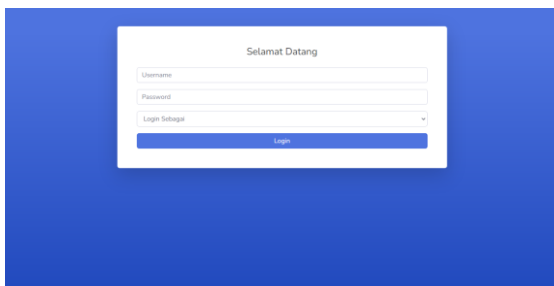 Selamat Datang
Username
Password
Login Sebagai
Login